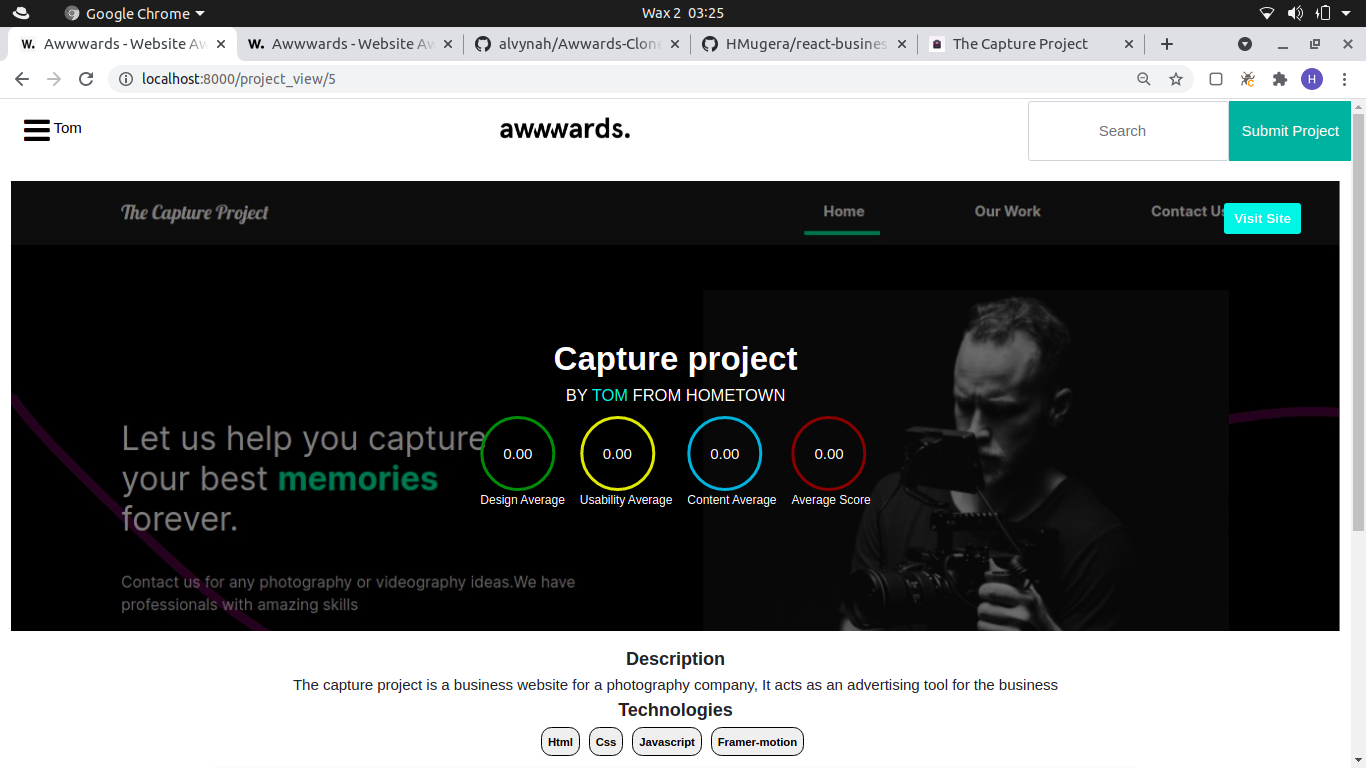 Google Chrome
Wax 2 03:25
Awwwards - Website Aw
Awwwards - Website Aw
alvynah/Awwards-Clone
HMugera/react-business
The Capture Project
localhost:8000/project_view/5
H
Tom
awwwards.
Search
Submit Project
The Capture Project
Home
Our Work
Contact Us
Visit Site
Capture project
BY TOM FROM HOMETOWN
Let us help you capture
your best memories
forever.
0.00
0.00
0.00
0.00
Design Average
Usability Average
Content Average
Average Score
Contact us for any photography or videography ideas.We have
professionals with amazing skills
Description
The capture project is a business website for a photography company, It acts as an advertising tool for the business
Technologies
Html
Css
Javascript
Framer-motion